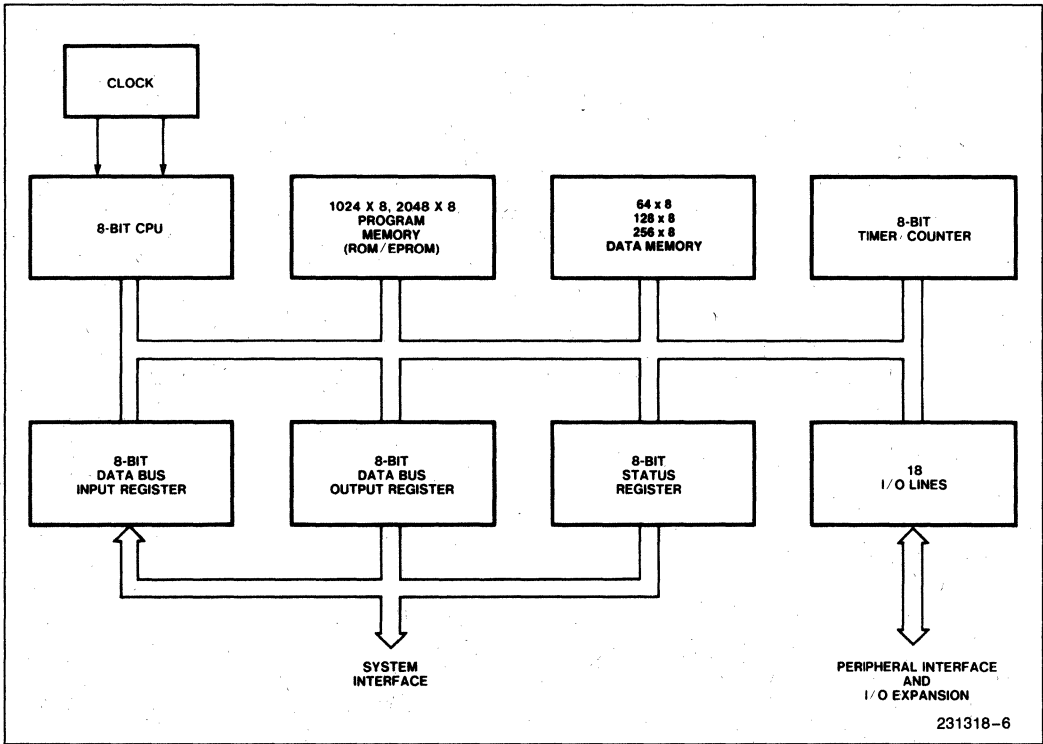 CLOCK
8-BIT CPU
1024 X 8, 2048 X 8
PROGRAM
MEMORY
(ROM/EPROM)
64 x 8
128 x 8
256 x 8
DATA MEMORY
8-BIT
TIMER/COUNTER
8-BIT
DATA BUS
INPUT REGISTER
8-BIT
DATA BUS
OUTPUT REGISTER
8-BIT
STATUS
REGISTER
18
I/O LINES
SYSTEM
INTERFACE
PERIPHERAL INTERFACE
AND
I/O EXPANSION
231318-6